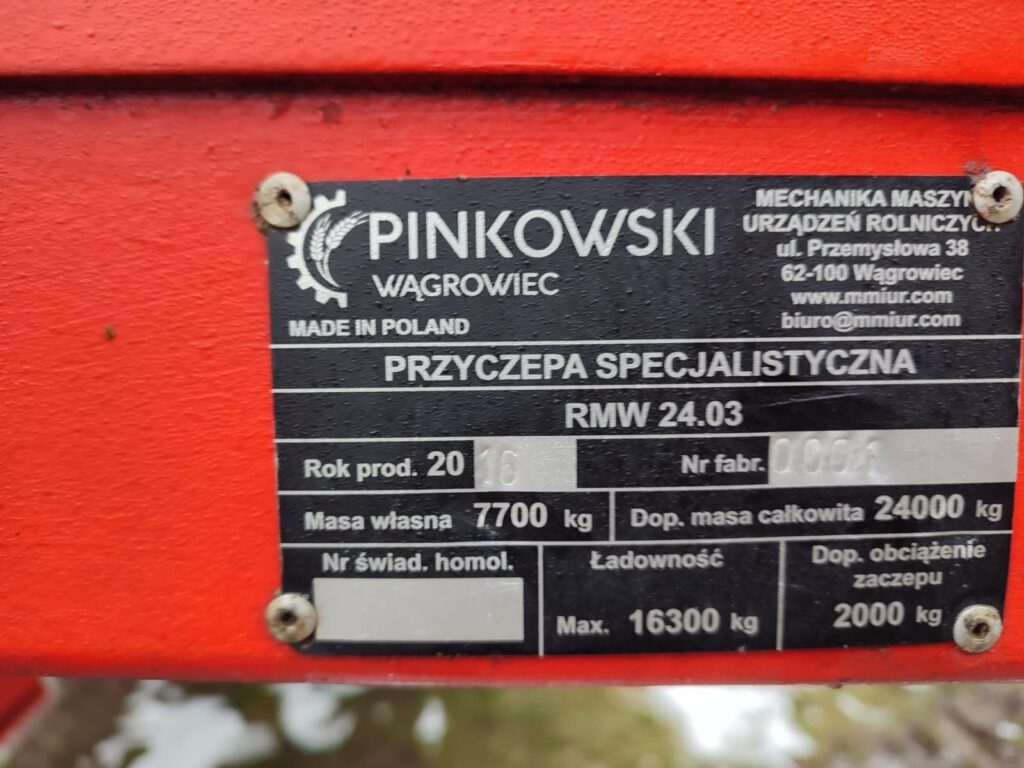 PINKOWSKI
WĄGROWIEC
MADE IN POLAND
MECHANIKA MASZYN
URZĄDZEŃ ROLNICZYCH
ul. Przemysłowa 38
62-100 Wągrowiec
www.mmiur.com
biuro@mmiur.com
PRZYCZEPA SPECJALISTYCZNA
RMW 24.03
Rok prod. 20 16 Nr fabr. 0001
Masa własna 7700 kg Dop. masa całkowita 24000 kg
Nr świad. homol.
Ładowność
Max. 16300 kg
Dop. obciążenie
zaczepu
2000 kg